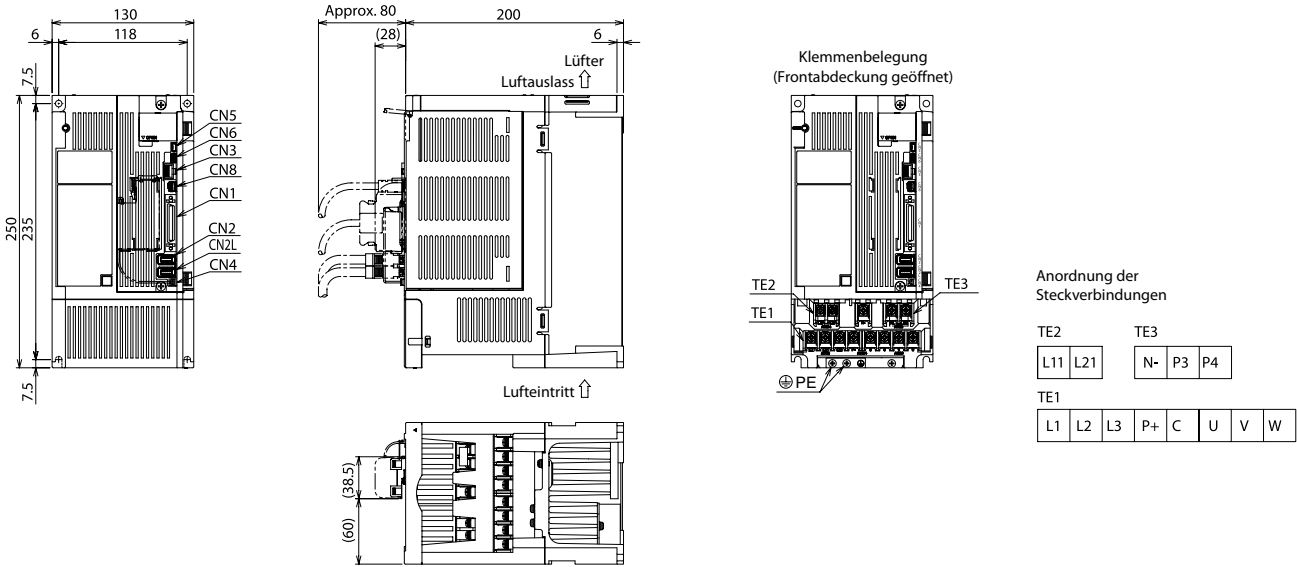 130
6
118
7.5
250
235
7.5
CN5
CN6
CN3
CN8
CN1
CN2
CN2L
CN4
Approx. 80
200
(28)
6
Lüfter
Luftauslass
Lufteintritt
(38.5)
(60)
Klemmenbelegung
(Frontabdeckung geöffnet)
TE2
TE3
TE1
PE
Anordnung der
Steckverbindungen
TE2 TE3
L11 L21 N- P3 P4
TE1
L1 L2 L3 P+ C U V W